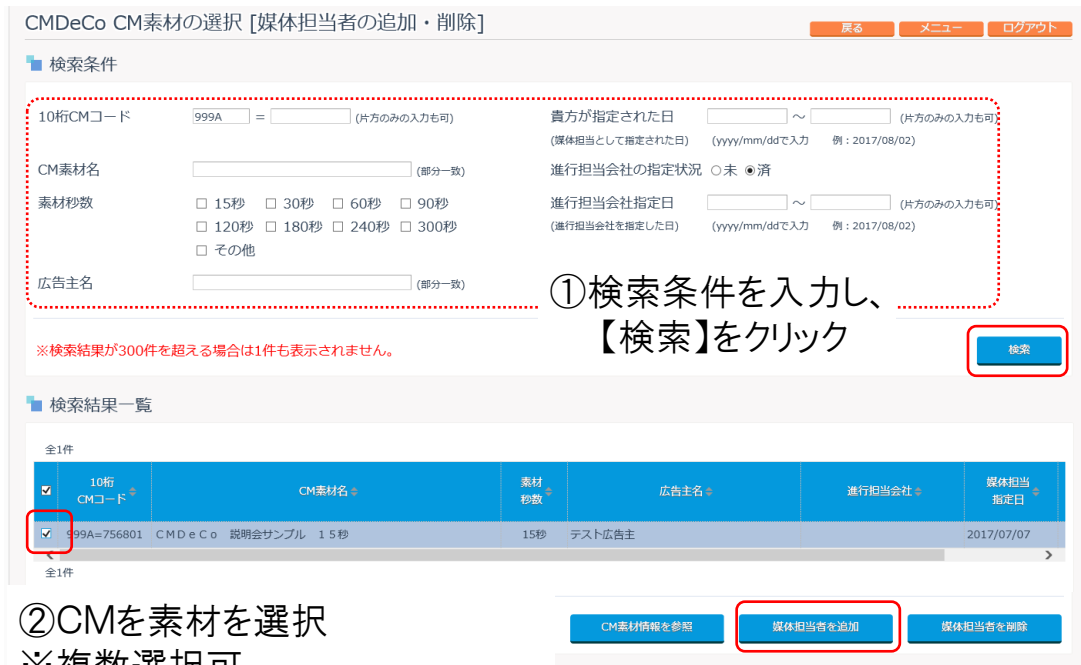 CMDeCo CM素材の選択 [媒体担当者の追加・削除]
戻る メニュー ログアウト
検索条件
10桁CMコード 999A = (片方のみの入力も可) 貴方が指定された日 ～ (片方のみの入力も可)
(媒体担当として指定された日) (yyyy/mm/ddで入力 例：2017/08/02)
CM素材名 (部分一致) 進行担当会社の指定状況 ○未 ●済
素材秒数 □ 15秒 □ 30秒 □ 60秒 □ 90秒 進行担当会社指定日 ～ (片方のみの入力も可)
□ 120秒 □ 180秒 □ 240秒 □ 300秒 (進行担当会社を指定した日) (yyyy/mm/ddで入力 例：2017/08/02)
□ その他
広告主名 (部分一致)
①検索条件を入力し、
【検索】をクリック
※検索結果が300件を超える場合は1件も表示されません。
検索
検索結果一覧
全1件
10桁 CMコード CM素材名 素材 秒数 広告主名 進行担当会社 媒体担当 指定日
999A=756801 ＣＭＤｅＣｏ 説明会サンプル １５秒 15秒 テスト広告主 2017/07/07
全1件
②CMを素材を選択
※複数選択可
CM素材情報を参照 媒体担当者を追加 媒体担当者を削除